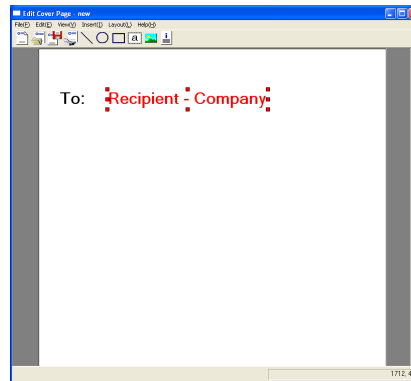 Edit Cover Page - new
File(F) Edit(E) View(V) Insert(I) Layout(L) Help(H)
a i
To: Recipient - Company
1712, 4